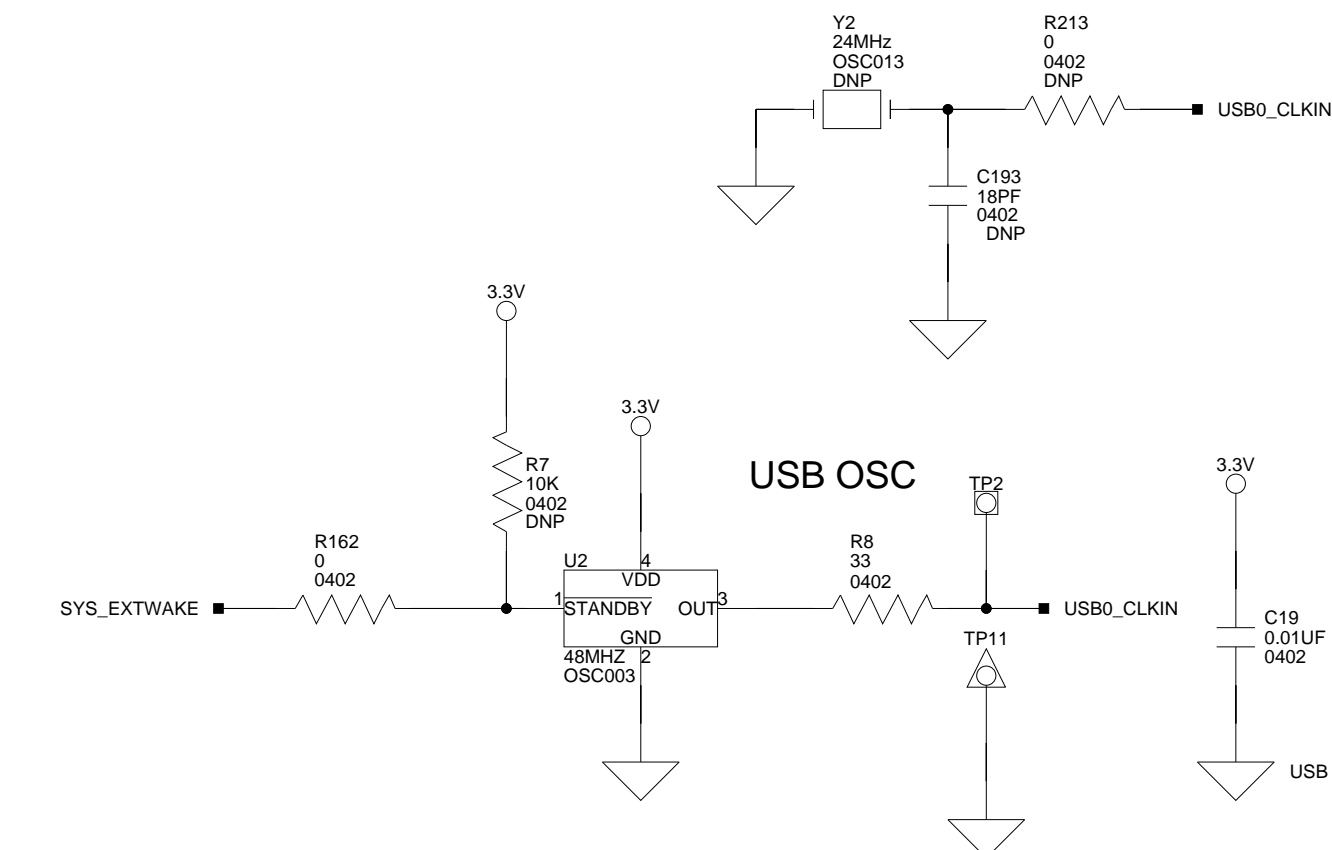 Y2
24MHz
OSC013
DNP
R213
0
0402
DNP
USB0_CLKIN
C193
18PF
0402
DNP
3.3V
R7
10K
0402
DNP
3.3V
USB OSC
TP2
3.3V
R162
0
0402
SYS_EXTWAKE
U2
4
VDD
1
STANDBY
OUT
3
GND
2
48MHZ
OSC003
R8
33
0402
USB0_CLKIN
TP11
C19
0.01UF
0402
USB